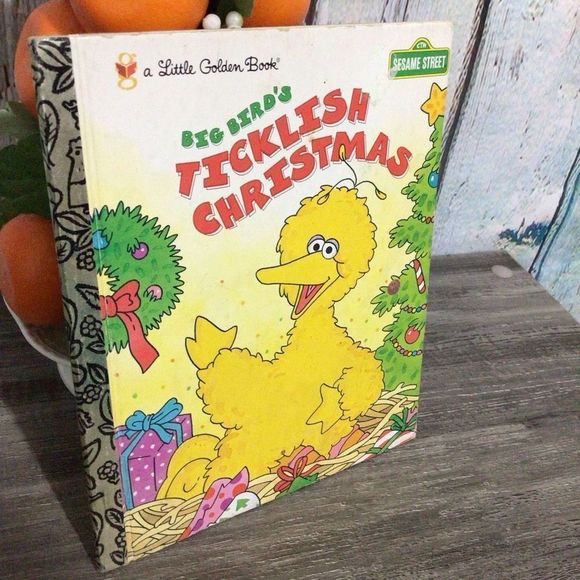 a Little Golden Book®
CTW
SESAME STREET
BIG BIRD'S
TICKLISH
CHRISTMAS